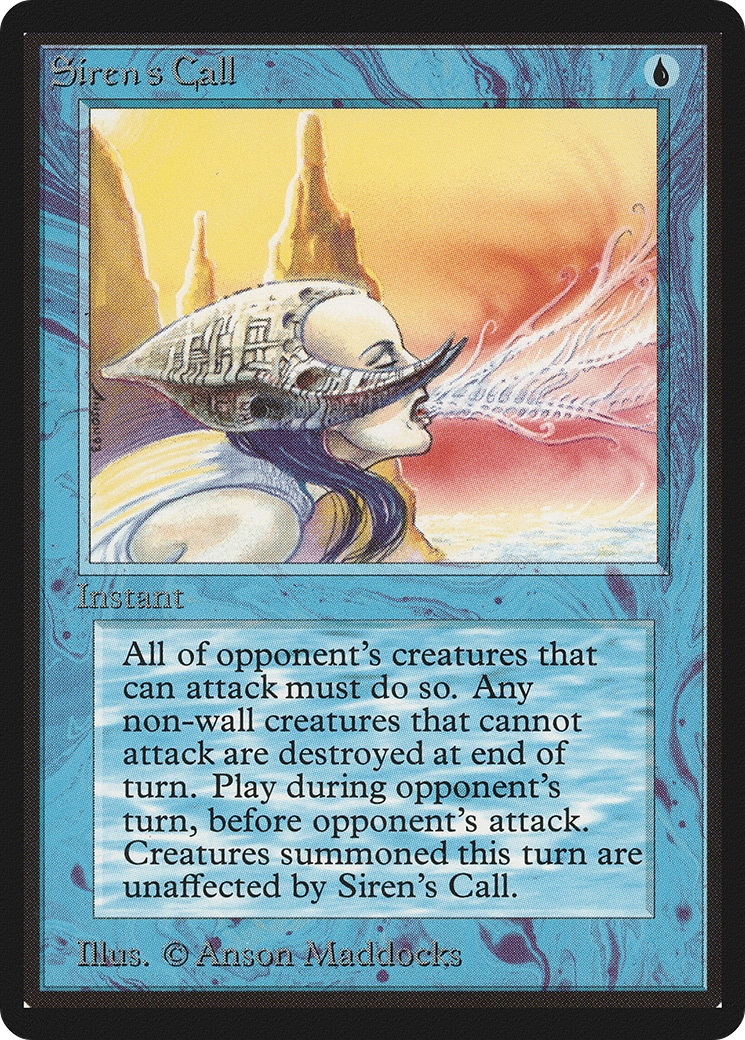 Siren's Call
Instant
All of opponent's creatures that
can attack must do so. Any
non-wall creatures that cannot
attack are destroyed at end of
turn. Play during opponent's
turn, before opponent's attack.
Creatures summoned this turn are
unaffected by Siren's Call.
Illus. © Anson Maddocks